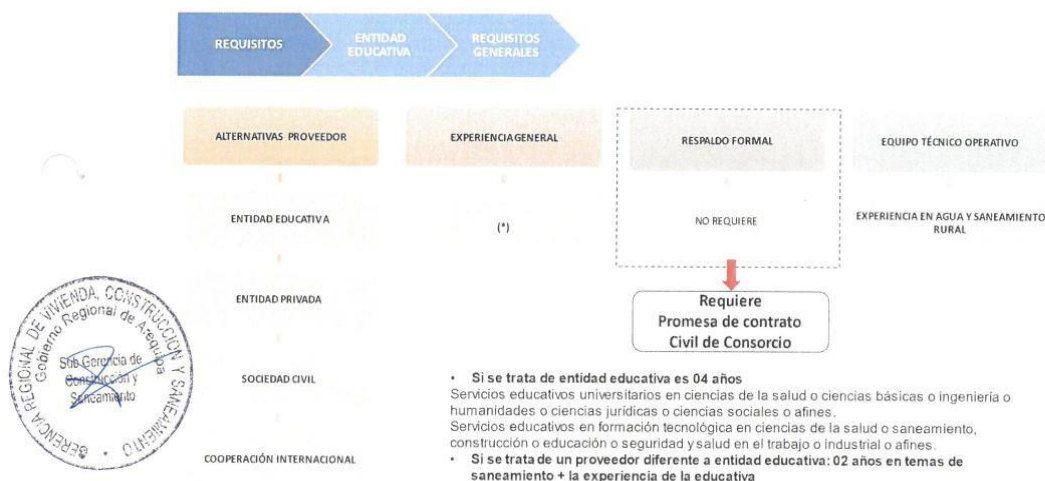 REQUISITOS
ENTIDAD
EDUCATIVA
REQUISITOS
GENERALES
ALTERNATIVAS PROVEEDOR
EXPERIENCIA GENERAL
RESPALDO FORMAL
EQUIPO TÉCNICO OPERATIVO
ENTIDAD EDUCATIVA
(*)
NO REQUIERE
EXPERIENCIA EN AGUA Y SANEAMIENTO
RURAL
ENTIDAD PRIVADA
Requiere
Promesa de contrato
Civil de Consorcio
SOCIEDAD CIVIL
COOPERACIÓN INTERNACIONAL
• Si se trata de entidad educativa es 04 años
Servicios educativos universitarios en ciencias de la salud o ciencias básicas o ingeniería o
humanidades o ciencias jurídicas o ciencias sociales o afines.
Servicios educativos en formación tecnológica en ciencias de la salud o saneamiento,
construcción o educación o seguridad y salud en el trabajo o industrial o afines.
• Si se trata de un proveedor diferente a entidad educativa: 02 años en temas de
saneamiento + la experiencia de la educativa
GERENCIA REGIONAL DE VIVIENDA, CONSTRUCCION Y SANEAMIENTO
Gobierno Regional de Arequipa
Sub Gerencia de
Construcción y
Saneamiento